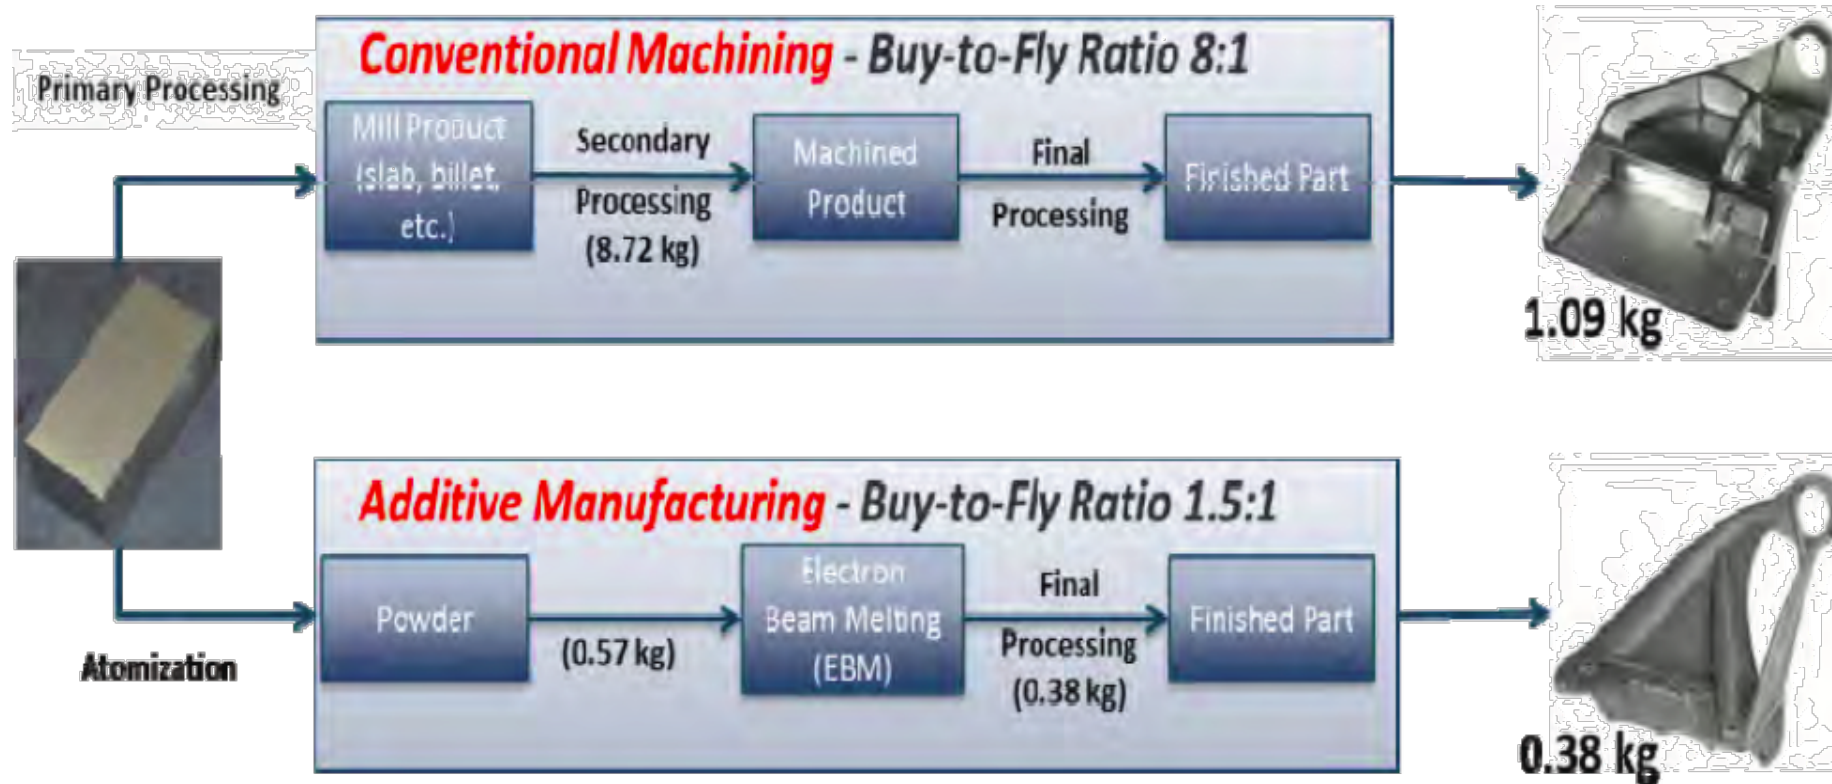 Primary Processing
Conventional Machining - Buy-to-Fly Ratio 8:1
Mill Product
(slab, billet,
etc.)
Secondary
Processing
(8.72 kg)
Machined
Product
Final
Processing
Finished Part
1.09 kg
Atomization
Additive Manufacturing - Buy-to-Fly Ratio 1.5:1
Powder
(0.57 kg)
Electron
Beam Melting
(EBM)
Final
Processing
(0.38 kg)
Finished Part
0.38 kg